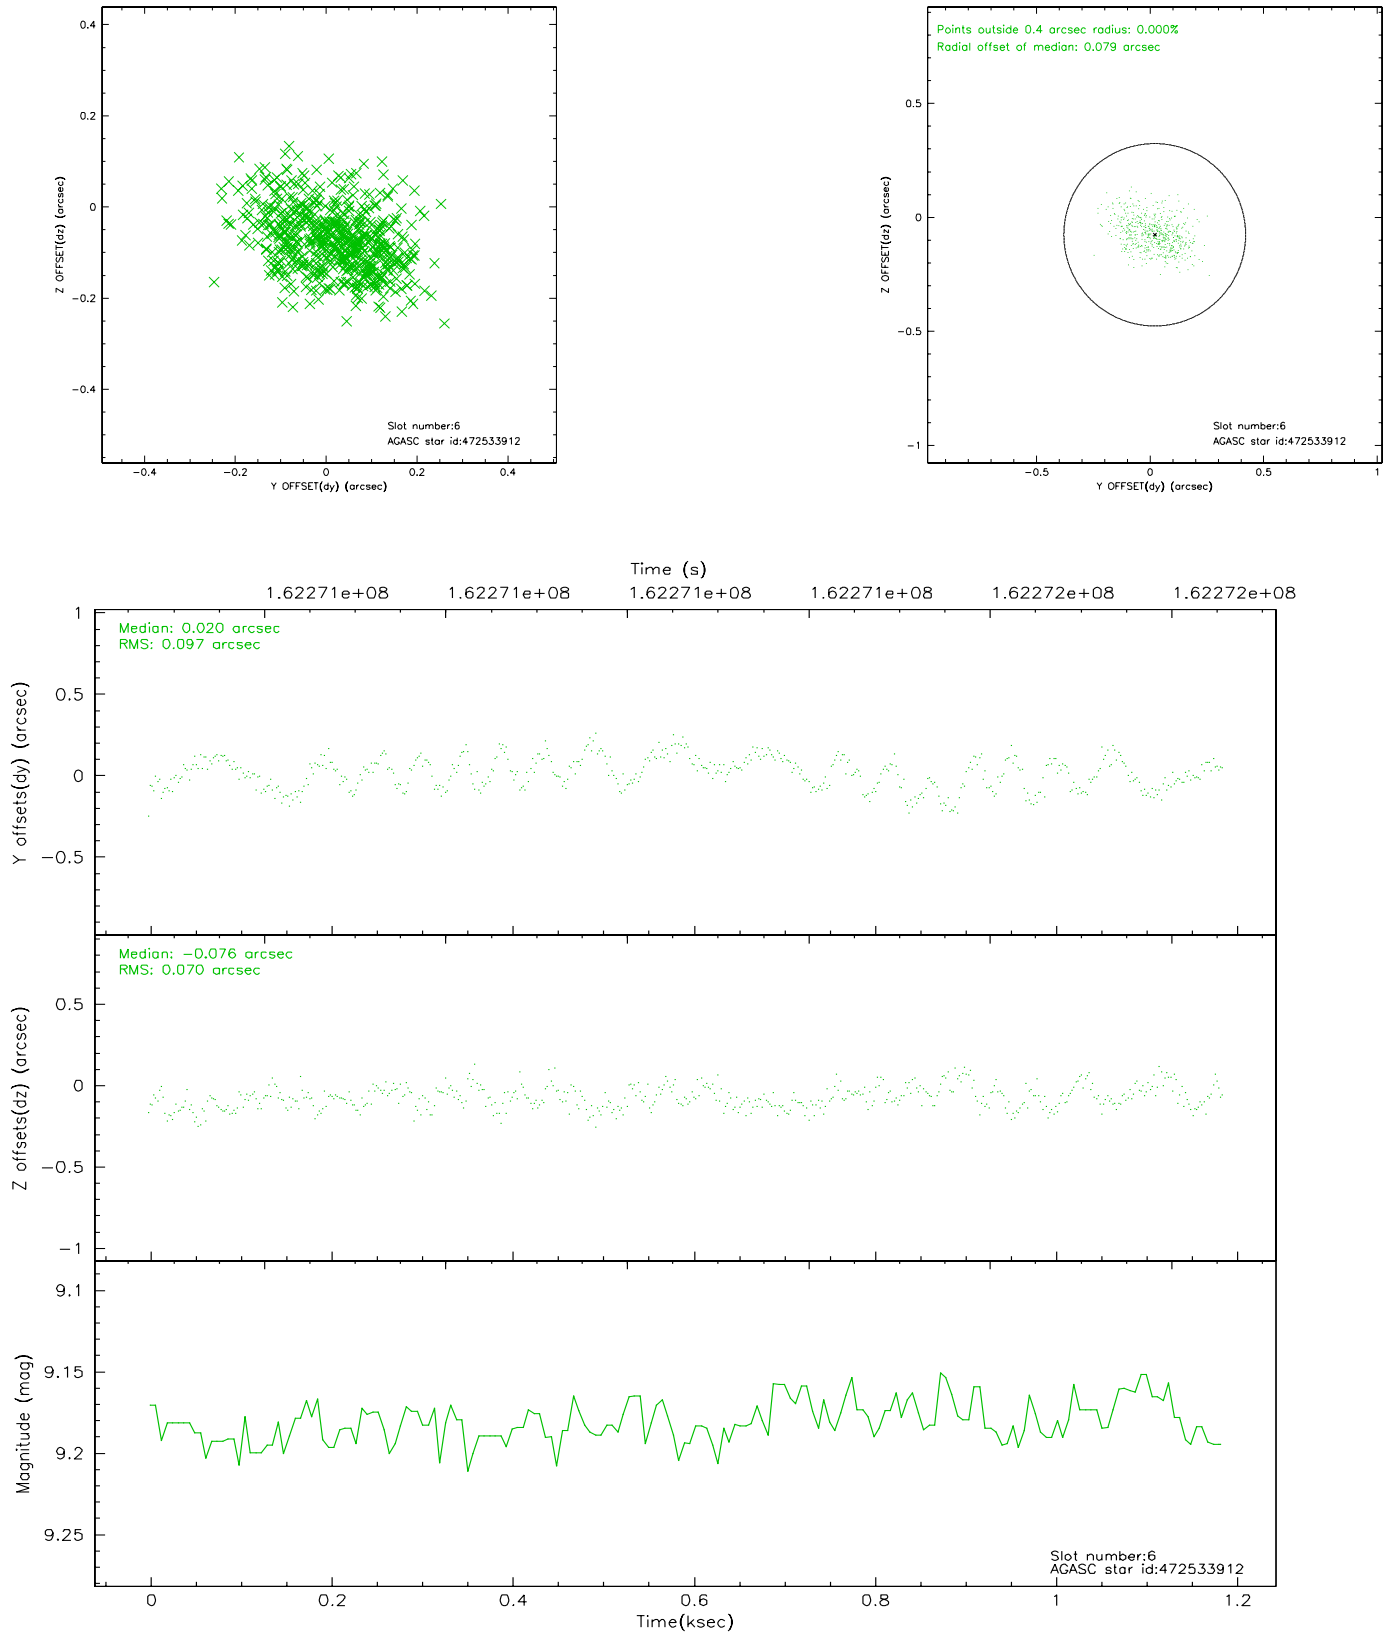 0.4
0.2
0
−0.2
−0.4
Z OFFSET(dz) (arcsec)
Slot number:6
AGASC star id:472533912
−0.4 −0.2 0 0.2 0.4
Y OFFSET(dy) (arcsec)
Points outside 0.4 arcsec radius: 0.000%
Radial offset of median: 0.079 arcsec
0.5
0
−0.5
−1
Z OFFSET(dz) (arcsec)
Slot number:6
AGASC star id:472533912
−0.5 0 0.5 1
Y OFFSET(dy) (arcsec)
Time (s)
1.62271e+08 1.62271e+08 1.62271e+08 1.62271e+08 1.62272e+08 1.62272e+08
1
0.5
0
−0.5
Y offsets(dy) (arcsec)
Median: 0.020 arcsec
RMS: 0.097 arcsec
0.5
0
−0.5
−1
Z offsets(dz) (arcsec)
Median: −0.076 arcsec
RMS: 0.070 arcsec
9.1
9.15
9.2
9.25
Magnitude (mag)
Slot number:6
AGASC star id:472533912
0 0.2 0.4 0.6 0.8 1 1.2
Time(ksec)